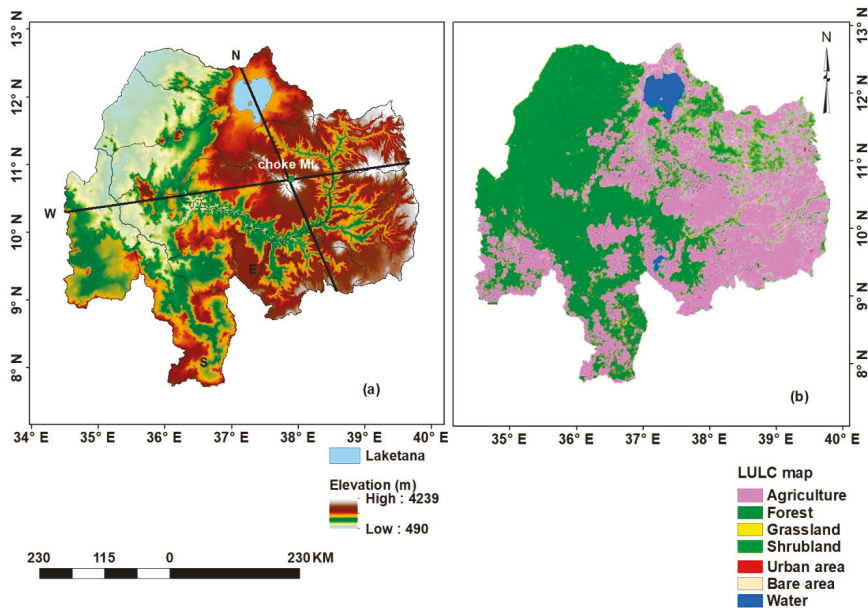 13° N
12° N
11° N
10° N
9° N
8° N
N
choke Mt.
W
E
S
(a)
34° E 35° E 36° E 37° E 38° E 39° E 40° E
Laketana
Elevation (m)
High : 4239
Low : 490
230 115 0 230 KM
N
13° N
12° N
11° N
10° N
9° N
8° N
(b)
35° E 36° E 37° E 38° E 39° E 40° E
LULC map
Agriculture
Forest
Grassland
Shrubland
Urban area
Bare area
Water